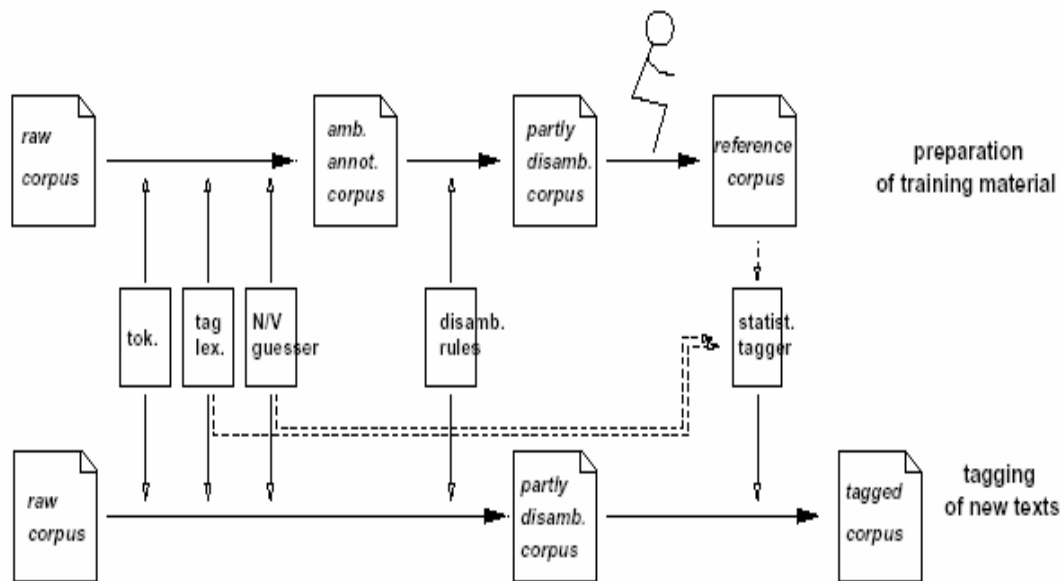 raw
corpus
amb.
annot.
corpus
partly
disamb.
corpus
reference
corpus
preparation
of training material
tok.
tag
lex.
N/V
guesser
disamb.
rules
statist.
tagger
raw
corpus
partly
disamb.
corpus
tagged
corpus
tagging
of new texts